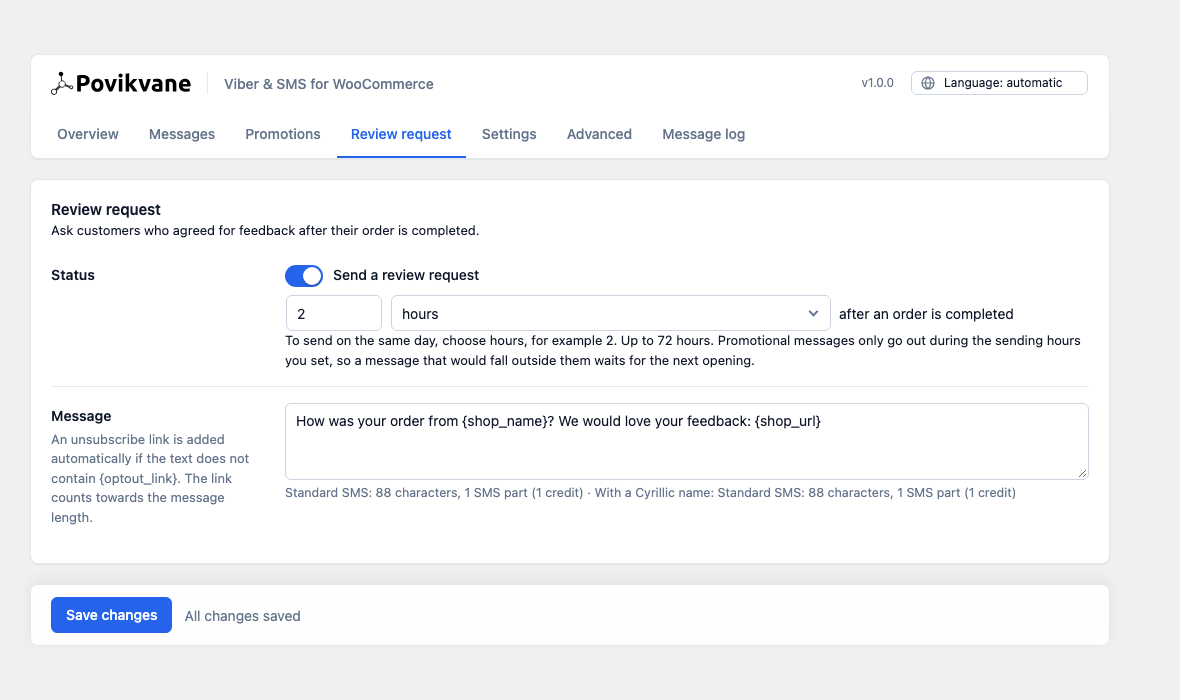 Povikvane
Viber & SMS for WooCommerce
v1.0.0
Language: automatic
Overview
Messages
Promotions
Review request
Settings
Advanced
Message log
Review request
Ask customers who agreed for feedback after their order is completed.
Status
Send a review request
2
hours
after an order is completed
To send on the same day, choose hours, for example 2. Up to 72 hours. Promotional messages only go out during the sending hours
you set, so a message that would fall outside them waits for the next opening.
Message
An unsubscribe link is added
automatically if the text does not
contain {optout_link}. The link
counts towards the message
length.
How was your order from {shop_name}? We would love your feedback: {shop_url}
Standard SMS: 88 characters, 1 SMS part (1 credit) · With a Cyrillic name: Standard SMS: 88 characters, 1 SMS part (1 credit)
Save changes
All changes saved